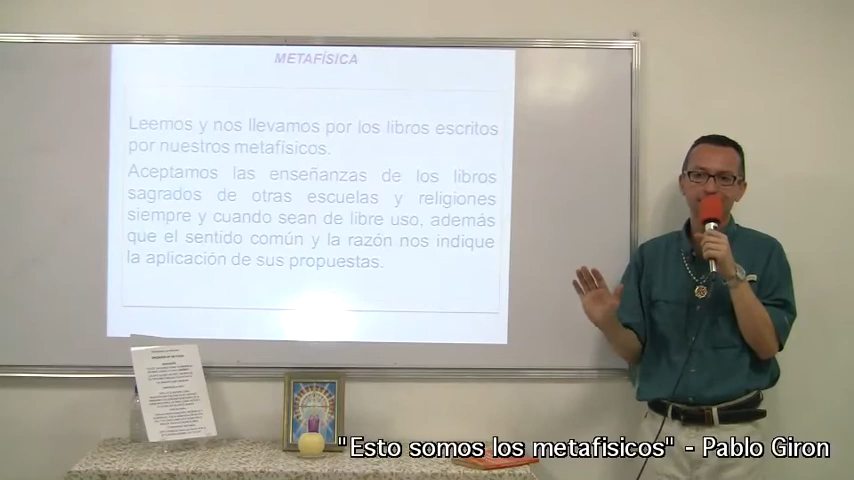 METAFÍSICA
Leemos y nos llevamos por los libros escritos
por nuestros metafísicos.
Aceptamos las enseñanzas de de los libros
sagrados de otras escuelas y religiones
siempre y cuando sean de libre uso, además
que el sentido común y la razón nos indique
la aplicación de sus propuestas.
"Esto somos los metafisicos" - Pablo Giron